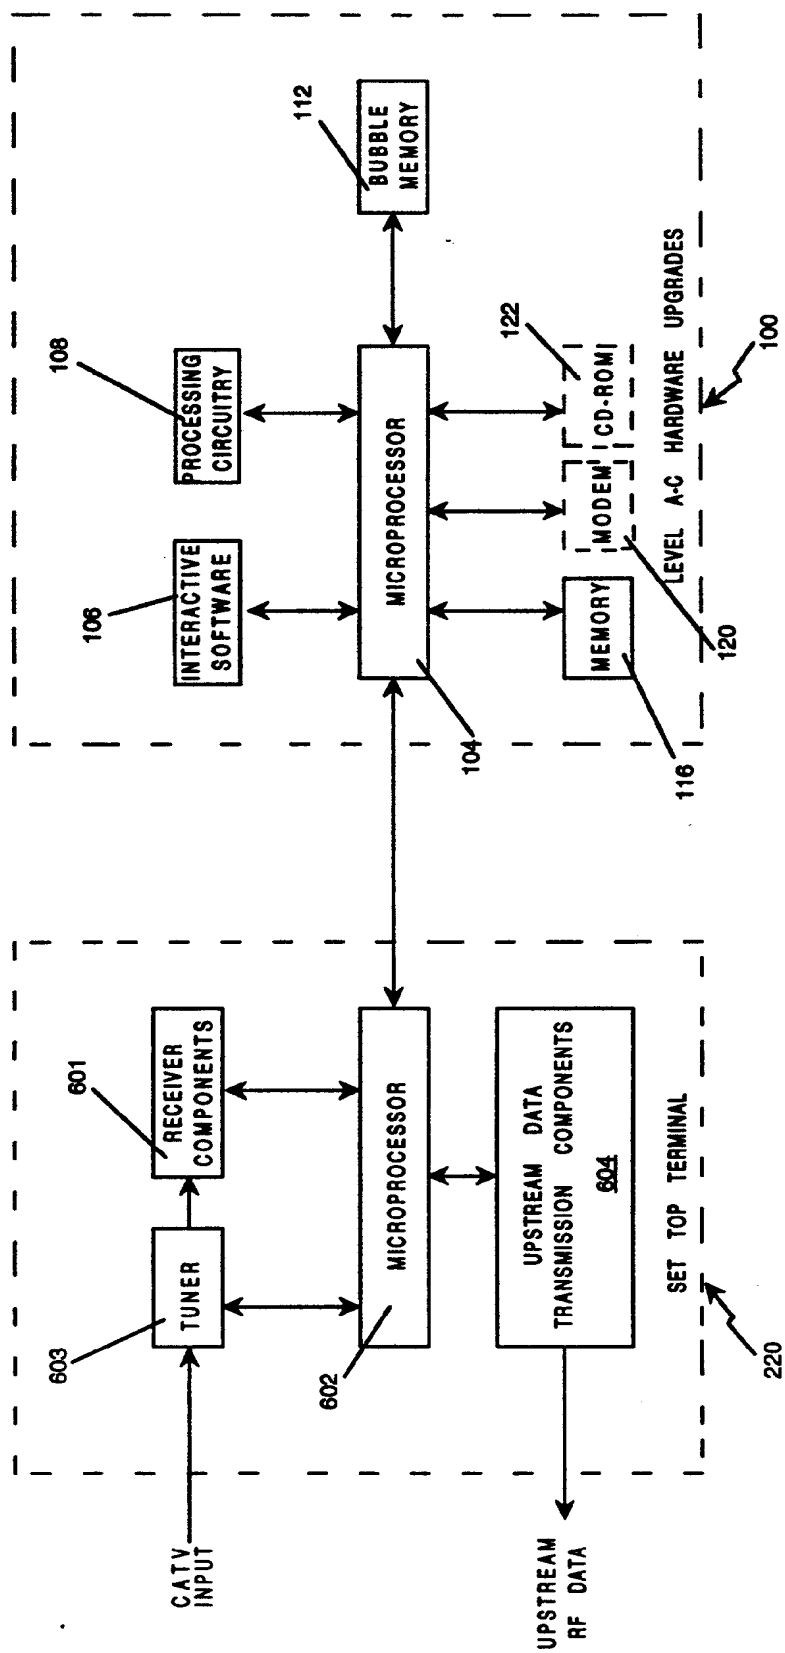 CATV
INPUT
603
TUNER
601
RECEIVER
COMPONENTS
602
MICROPROCESSOR
UPSTREAM DATA
TRANSMISSION COMPONENTS
604
UPSTREAM
RF DATA
SET TOP TERMINAL
220
106
INTERACTIVE
SOFTWARE
108
PROCESSING
CIRCUITRY
104
MICROPROCESSOR
112
BUBBLE
MEMORY
116
MEMORY
120
MODEM
122
CD-ROM
LEVEL A-C HARDWARE UPGRADES
100